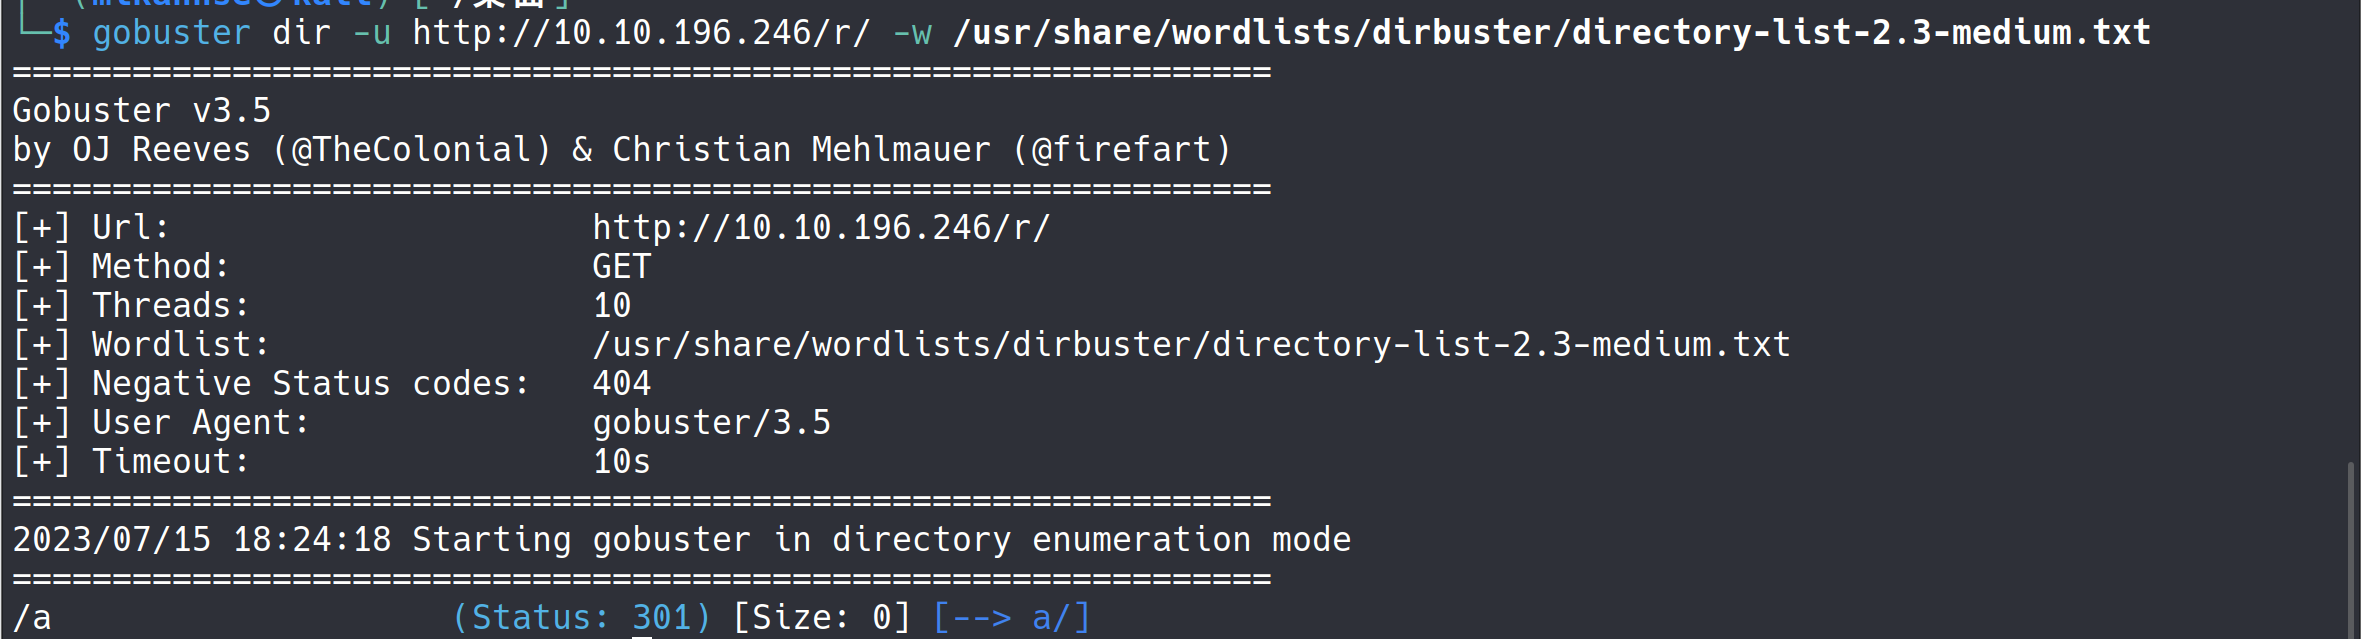 └─$ gobuster dir -u http://10.10.196.246/r/ -w /usr/share/wordlists/dirbuster/directory-list-2.3-medium.txt
===============================================================
Gobuster v3.5
by OJ Reeves (@TheColonial) & Christian Mehlmauer (@firefart)
===============================================================
[+] Url:                     http://10.10.196.246/r/
[+] Method:                  GET
[+] Threads:                 10
[+] Wordlist:                /usr/share/wordlists/dirbuster/directory-list-2.3-medium.txt
[+] Negative Status codes:   404
[+] User Agent:              gobuster/3.5
[+] Timeout:                 10s
===============================================================
2023/07/15 18:24:18 Starting gobuster in directory enumeration mode
===============================================================
/a                    (Status: 301) [Size: 0] [--> a/]